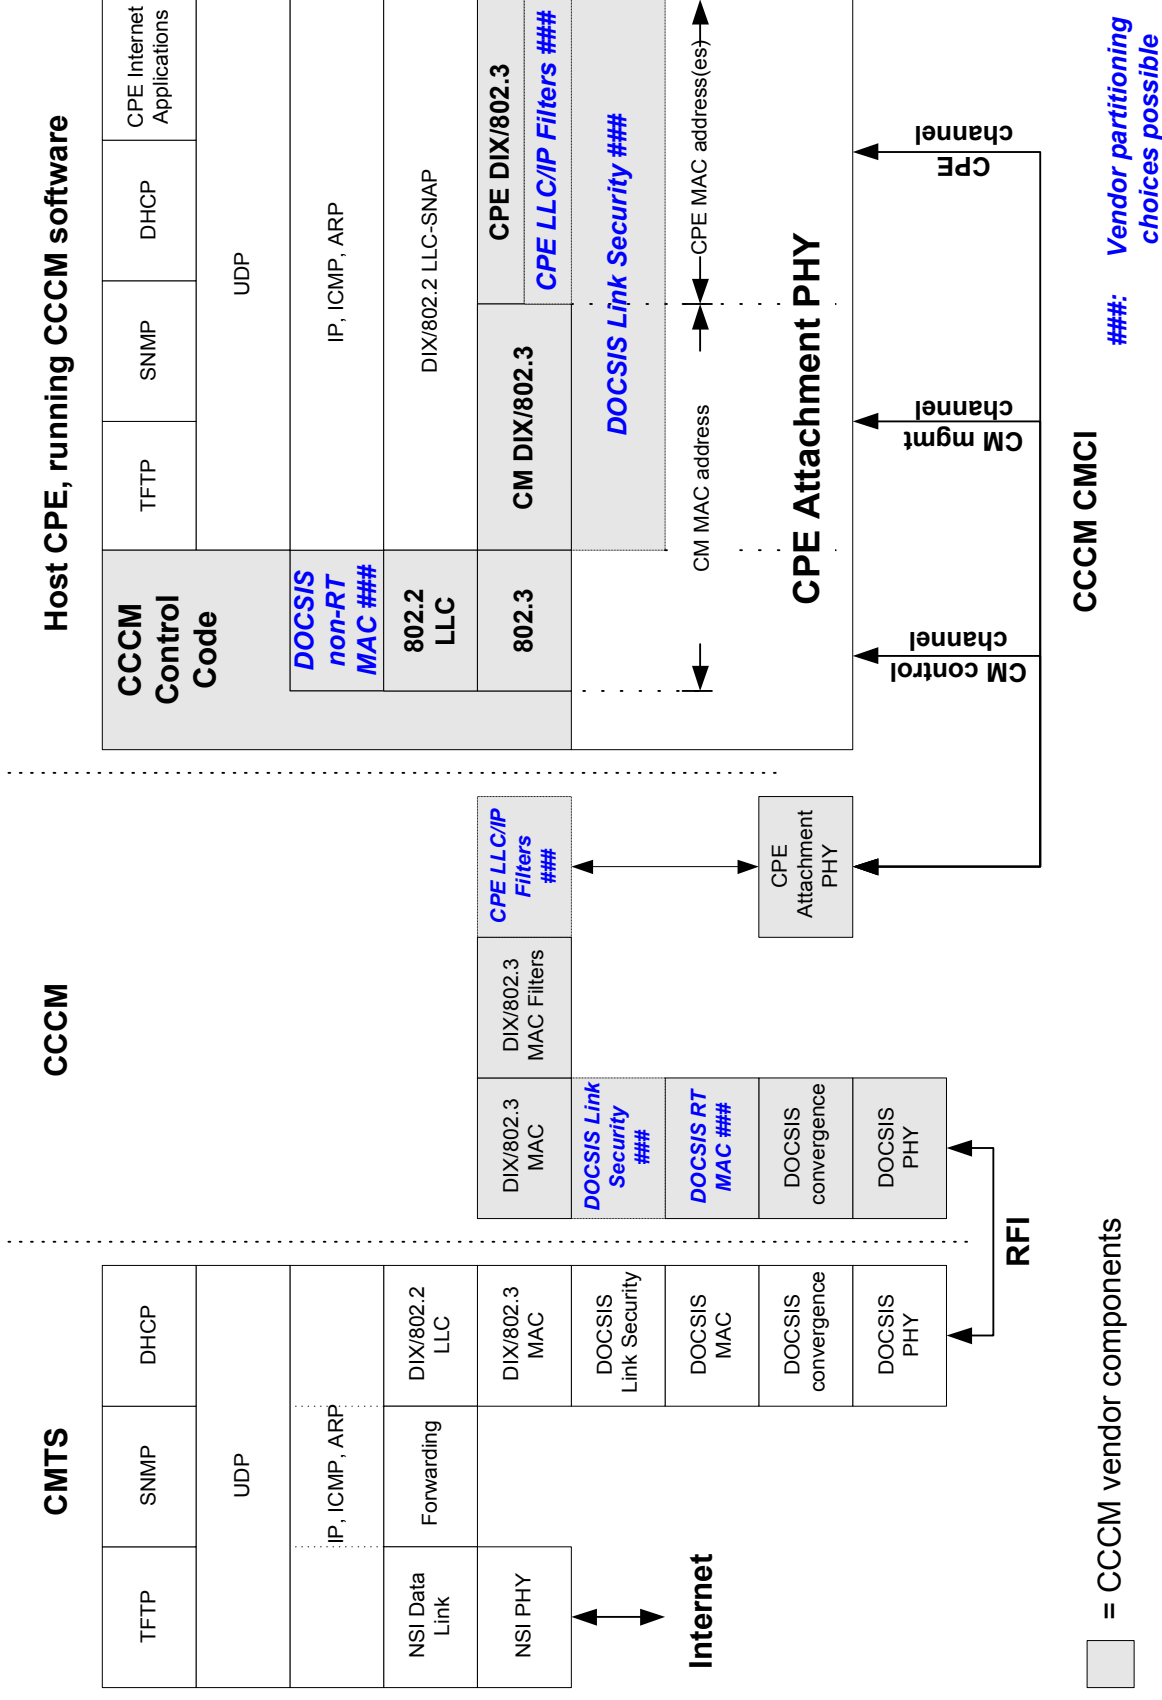 CMTS
CCCM
Host CPE, running CCCM software
TFTP
SNMP
DHCP
UDP
IP, ICMP, ARP
NSI Data
Link
Forwarding
DIX/802.2
LLC
NSI PHY
DIX/802.3
MAC
DOCSIS
Link Security
DOCSIS
MAC
DOCSIS
convergence
DOCSIS
PHY
Internet
RFI
DIX/802.3
MAC
DIX/802.3
MAC Filters
CPE LLC/IP
Filters
###
DOCSIS Link
Security
###
DOCSIS RT
MAC ###
DOCSIS
convergence
DOCSIS
PHY
CPE
Attachment
PHY
CCCM
Control
Code
TFTP
SNMP
DHCP
CPE Internet
Applications
UDP
DOCSIS
non-RT
MAC ###
IP, ICMP, ARP
802.2
LLC
DIX/802.2 LLC-SNAP
802.3
CM DIX/802.3
CPE DIX/802.3
CPE LLC/IP Filters ###
DOCSIS Link Security ###
CM MAC address
CPE MAC address(es)
CPE Attachment PHY
CM control
channel
CM mgmt
channel
CPE
channel
CCCM CMCI
= CCCM vendor components
###: Vendor partitioning
choices possible